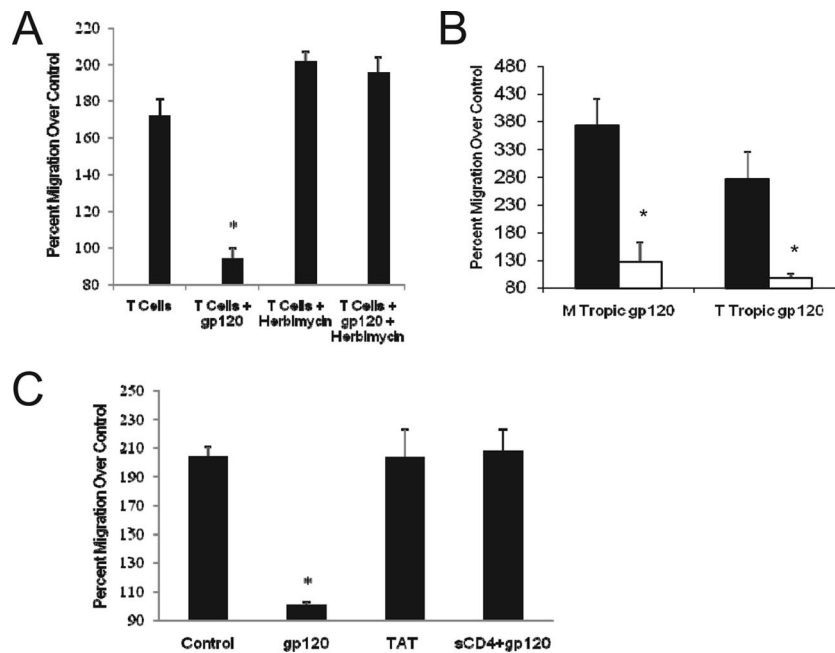 A
Percent Migration Over Control
220
200
180
160
140
120
100
80
*
T Cells
T Cells +
gp120
T Cells +
Herbimycin
T Cells +
gp120 +
Herbimycin
B
Percent Migration Over Control
480
430
380
330
280
230
180
130
80
*
*
M Tropic gp120
T Tropic gp120
C
Percent Migration Over Control
250
230
210
190
170
150
130
110
90
*
Control
gp120
TAT
sCD4+gp120